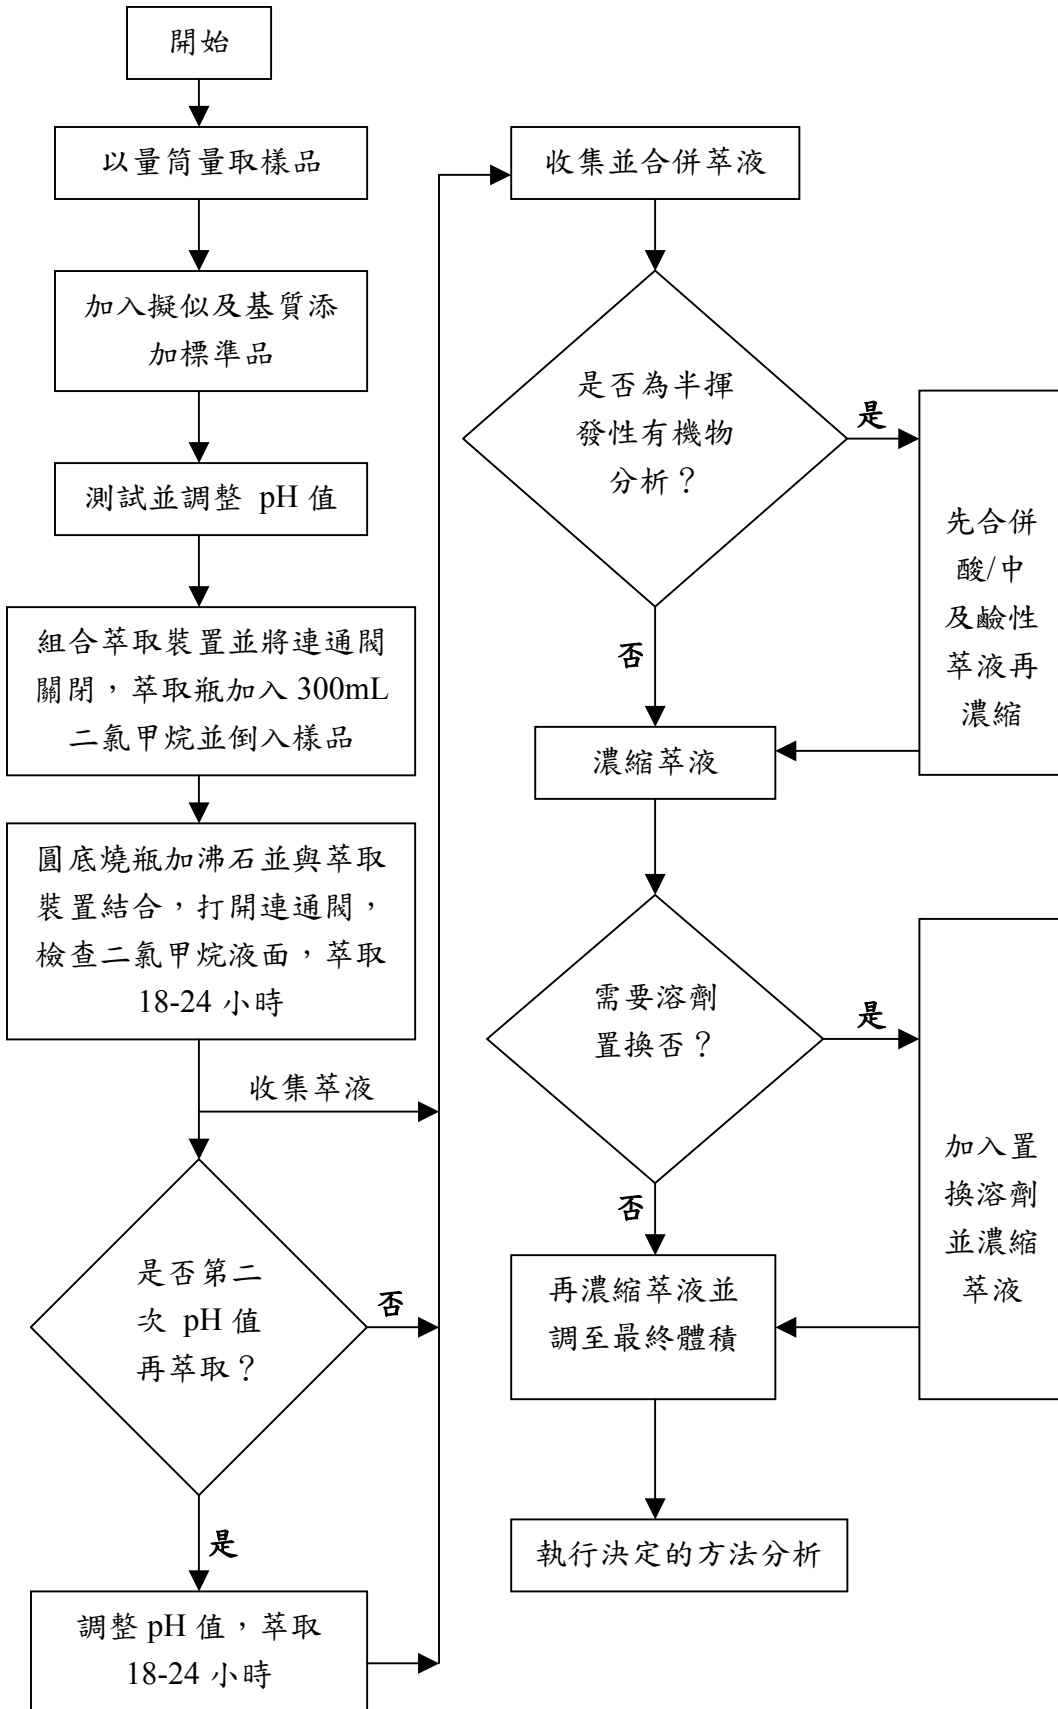 開始
以量筒量取樣品
加入擬似及基質添
加標準品
測試並調整 pH 值
組合萃取裝置並將連通閥
關閉，萃取瓶加入 300mL
二氯甲烷並倒入樣品
圓底燒瓶加沸石並與萃取
裝置結合，打開連通閥，
檢查二氯甲烷液面，萃取
18-24 小時
收集萃液
是否第二
次 pH 值
再萃取？
否
是
調整 pH 值，萃取
18-24 小時
收集並合併萃液
是否為半揮
發性有機物
分析？
是
先合併
酸/中
及鹼性
萃液再
濃縮
否
濃縮萃液
需要溶劑
置換否？
是
加入置
換溶劑
並濃縮
萃液
否
再濃縮萃液並
調至最終體積
執行決定的方法分析